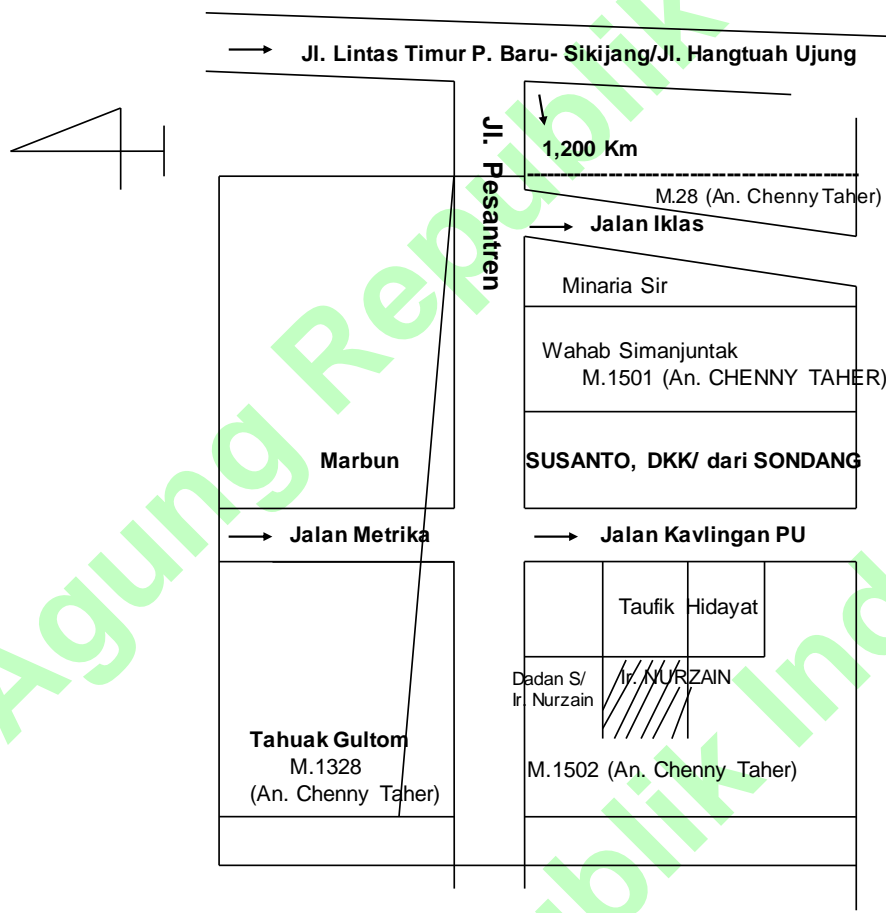 Jl. Lintas Timur P. Baru- Sikijang/Jl. Hangtuah Ujung
Jl. Pesantren
1,200 Km
M.28 (An. Chenny Taher)
Jalan Iklas
Minaria Sir
Wahab Simanjuntak
M.1501 (An. CHENNY TAHER)
Marbun
SUSANTO, DKK/ dari SONDANG
Jalan Metrika
Jalan Kavlingan PU
Taufik Hidayat
Dadan S/
Ir. Nurzain
Ir. NURZAIN
Tahuak Gultom
M.1328
(An. Chenny Taher)
M.1502 (An. Chenny Taher)
Agung Republik Ind